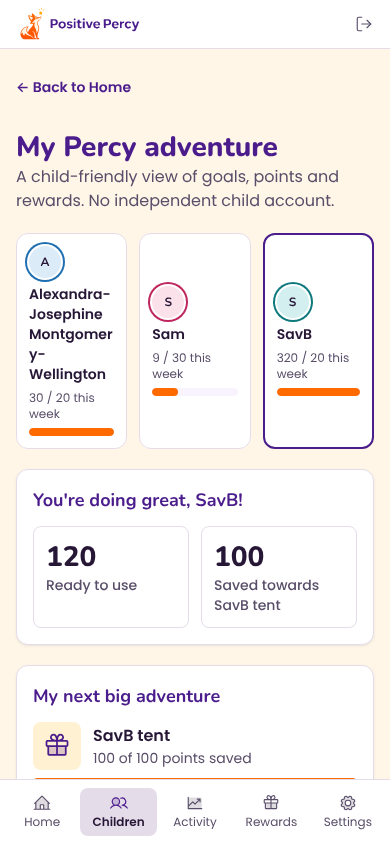 Positive Percy
← Back to Home
My Percy adventure
A child-friendly view of goals, points and
rewards. No independent child account.
A
Alexandra-
Josephine
Montgomer
y-
Wellington
30 / 20 this
week
S
Sam
9 / 30 this
week
S
SavB
320 / 20 this
week
You're doing great, SavB!
120
Ready to use
100
Saved towards
SavB tent
My next big adventure
SavB tent
100 of 100 points saved
Home
Children
Activity
Rewards
Settings